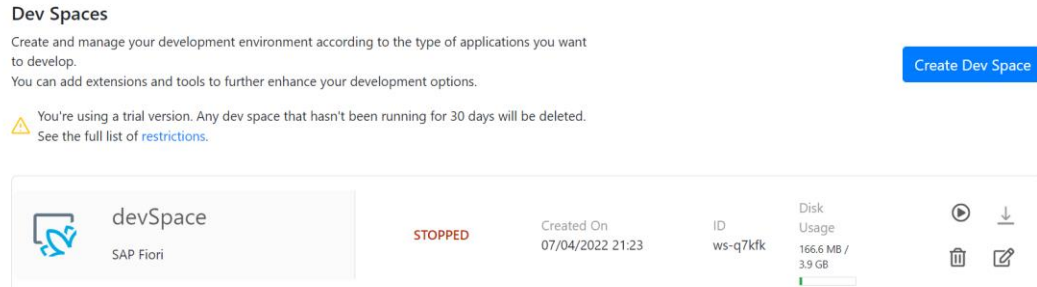 Dev Spaces
Create and manage your development environment according to the type of applications you want
to develop.
You can add extensions and tools to further enhance your development options.
Create Dev Space
You're using a trial version. Any dev space that hasn't been running for 30 days will be deleted.
See the full list of restrictions.
devSpace
SAP Fiori
STOPPED
Created On
07/04/2022 21:23
ID
ws-q7kfk
Disk
Usage
166.6 MB /
3.9 GB